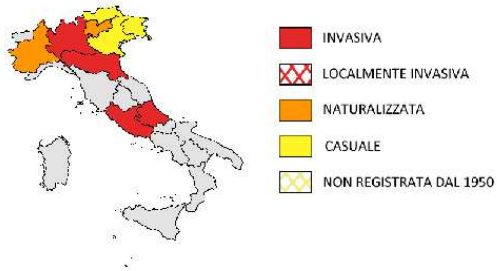 INVASIVA
LOCALMENTE INVASIVA
NATURALIZZATA
CASUALE
NON REGISTRATA DAL 1950